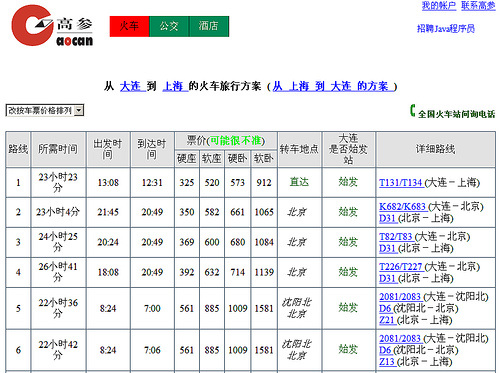 我的帐户 联系高参
招聘Java程序员
高参
aocan
火车 公交 酒店
从 大连 到 上海 的火车旅行方案 (从 上海 到 大连 的方案 )
改按车票价格排列
全国火车站问询电话
路线 所需时间 出发时间 到达时间 票价(可能很不准) 转车地点 大连是否始发站 详细路线
硬座 软座 硬卧 软卧
1 23小时23分 13:08 12:31 325 520 573 912 直达 始发 T131/T134 (大连－上海)
2 23小时4分 21:45 20:49 350 582 661 1065 北京 始发 K682/K683 (大连－北京)
D31 (北京－上海)
3 24小时25分 20:24 20:49 369 600 680 1084 北京 始发 T82/T83 (大连－北京)
D31 (北京－上海)
4 26小时41分 18:08 20:49 392 632 714 1139 北京 始发 T226/T227 (大连－北京)
D31 (北京－上海)
5 22小时36分 8:24 7:00 561 885 1009 1581 沈阳北 北京 始发 2081/2083 (大连－沈阳北)
D6 (沈阳北－北京)
Z21 (北京－上海)
6 22小时42分 8:24 7:06 561 885 1009 1581 沈阳北 北京 始发 2081/2083 (大连－沈阳北)
D6 (沈阳北－北京)
Z13 (北京－上海)